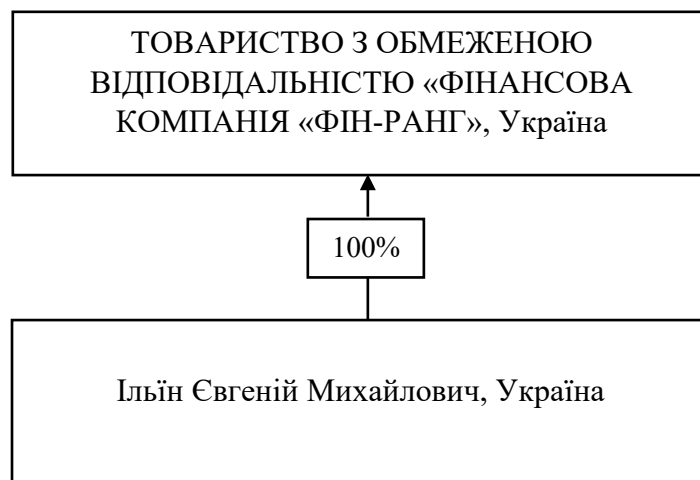 ТОВАРИСТВО З ОБМЕЖЕНОЮ
ВІДПОВІДАЛЬНІСТЮ «ФІНАНСОВА
КОМПАНІЯ «ФІН-РАНГ», Україна
100%
Ільїн Євгеній Михайлович, Україна